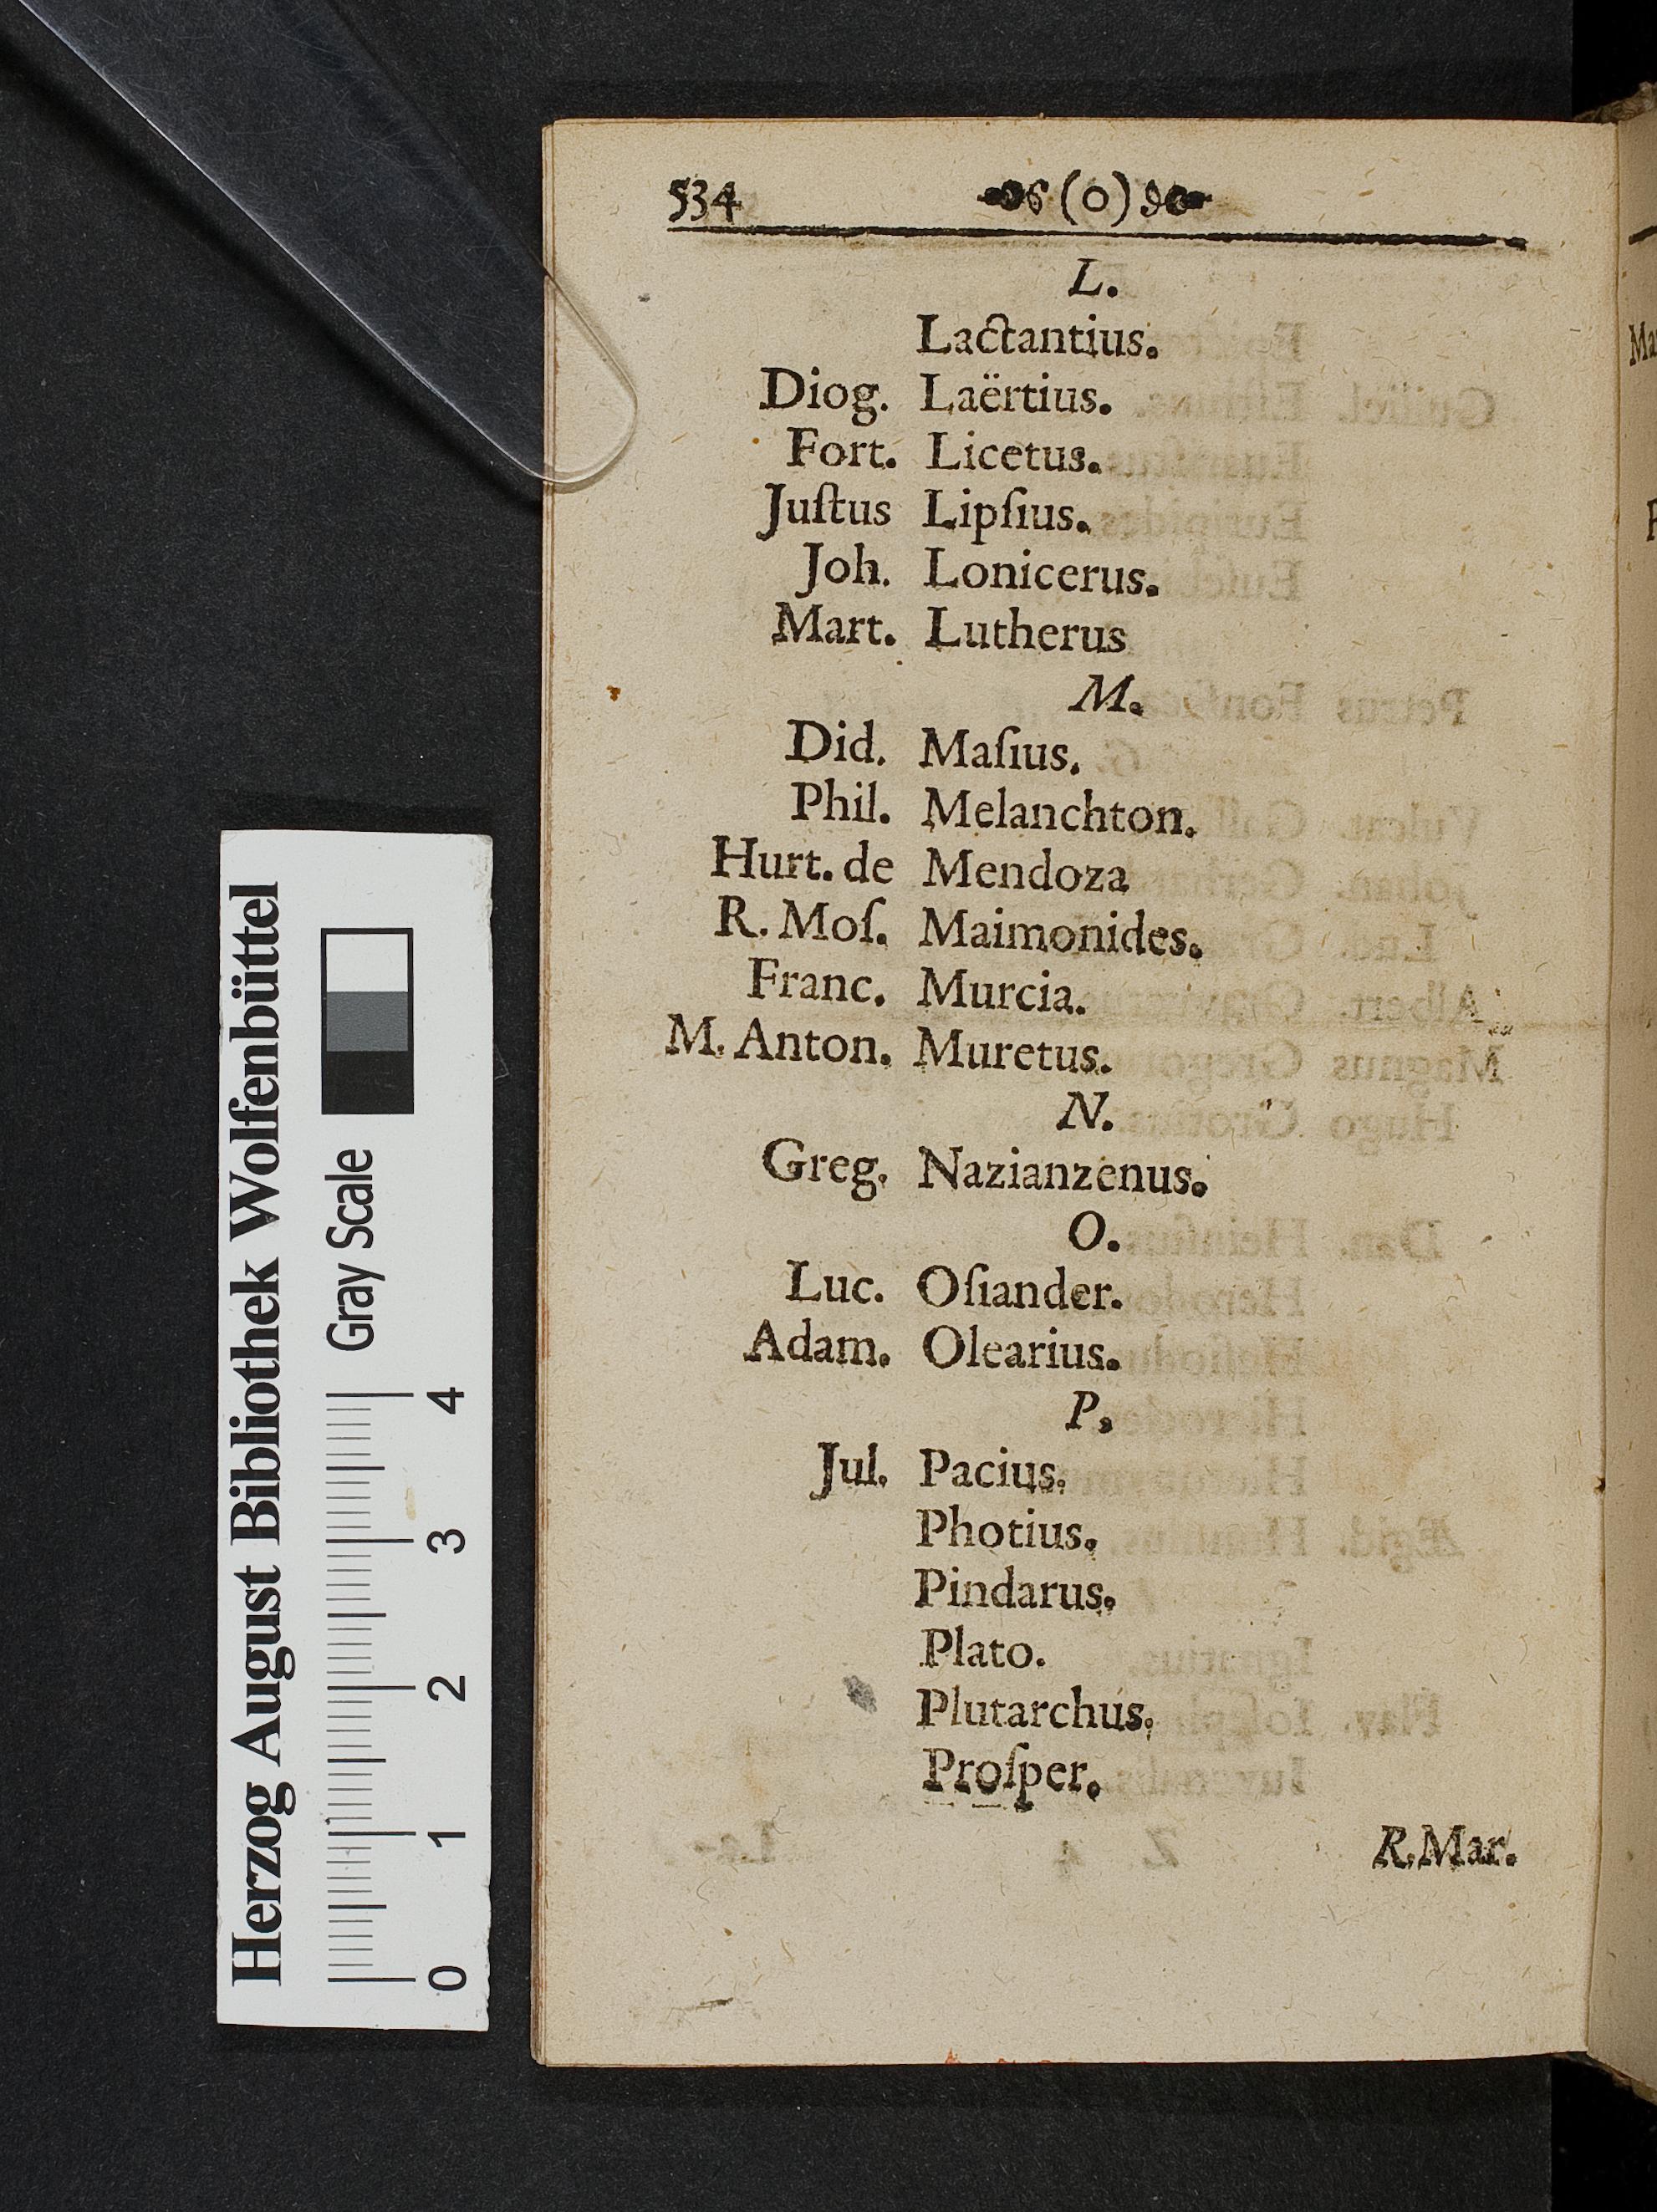 534 (o)
L.
Lactantius.
Diog. Laërtius.
Fort. Licetus.
Juſtus Lipſius.
Joh. Lonicerus.
Mart. Lutherus
M.
Did. Maſius.
Phil. Melanchton.
Hurt. de Mendoza
R. Moſ. Maimonides.
Franc. Murcia.
M. Anton. Muretus.
N.
Greg. Nazianzenus.
O.
Luc. Oſiander.
Adam. Olearius.
P.
Jul. Pacius.
Photius.
Pindarus.
Plato.
Plutarchus.
Proſper.
R. Mar.
Herzog August Bibliothek Wolfenbüttel
Gray Scale
0 1 2 3 4